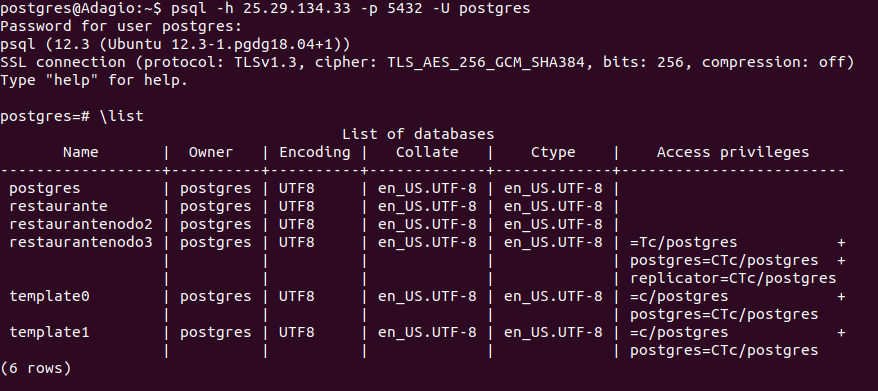 postgres@Adagio:~$ psql -h 25.29.134.33 -p 5432 -U postgres
Password for user postgres:
psql (12.3 (Ubuntu 12.3-1.pgdg18.04+1))
SSL connection (protocol: TLSv1.3, cipher: TLS_AES_256_GCM_SHA384, bits: 256, compression: off)
Type "help" for help.

postgres=# \list
                                      List of databases
       Name       |  Owner   | Encoding |   Collate   |    Ctype    |    Access privileges
------------------+----------+----------+-------------+-------------+-------------------------
 postgres         | postgres | UTF8     | en_US.UTF-8 | en_US.UTF-8 |
 restaurante      | postgres | UTF8     | en_US.UTF-8 | en_US.UTF-8 |
 restaurantenodo2 | postgres | UTF8     | en_US.UTF-8 | en_US.UTF-8 |
 restaurantenodo3 | postgres | UTF8     | en_US.UTF-8 | en_US.UTF-8 | =Tc/postgres           +
                  |          |          |             |             | postgres=CTc/postgres  +
                  |          |          |             |             | replicator=CTc/postgres
 template0        | postgres | UTF8     | en_US.UTF-8 | en_US.UTF-8 | =c/postgres            +
                  |          |          |             |             | postgres=CTc/postgres
 template1        | postgres | UTF8     | en_US.UTF-8 | en_US.UTF-8 | =c/postgres            +
                  |          |          |             |             | postgres=CTc/postgres
(6 rows)